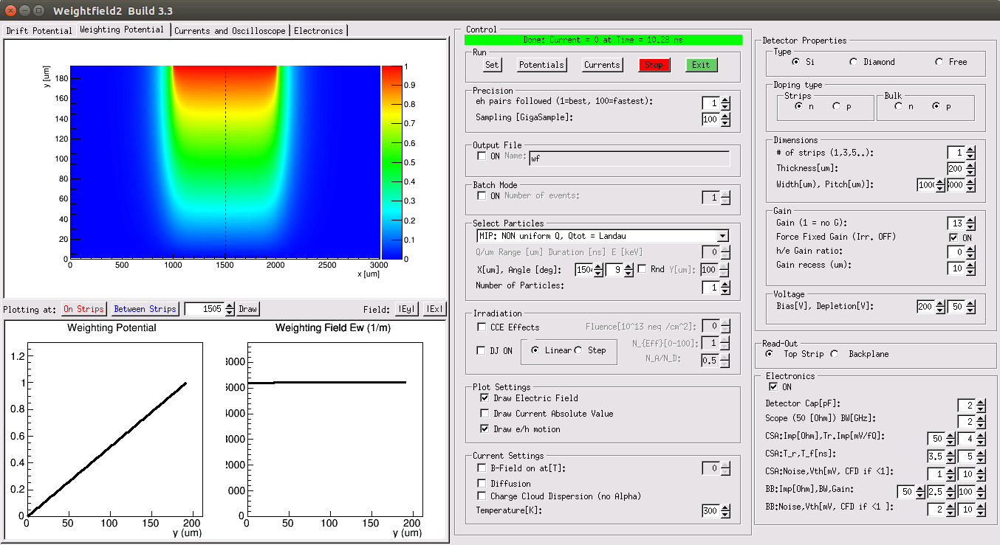 Weightfield2 Build 3.3
Drift Potential Weighting Potential Currents and Oscilloscope Electronics
y [um]
180
160
140
120
100
80
60
40
20
0
0 500 1000 1500 2000 2500 3000
x [um]
1
0.9
0.8
0.7
0.6
0.5
0.4
0.3
0.2
0.1
0
Plotting at: On Strips Between Strips 1505 Draw Field: |Ey| |Ex|
Weighting Potential
1.2
1
0.8
0.6
0.4
0.2
0
0 50 100 150 200
y (um)
Weighting Field Ew (1/m)
6000
5000
4000
3000
2000
000
0
0 50 100 150 200
y (um)
Control
Done: Current = 0 at Time = 10.28 ns
Run
Set Potentials Currents Stop Exit
Precision
eh pairs followed (1=best, 100=fastest): 1
Sampling [GigaSample]: 100
Output File
ON Name: wf
Batch Mode
ON Number of events: 1
Select Particles
MIP: NON uniform Q, Qtot = Landau
Q/um Range [um] Duration [ns] E [keV] 0
X[um], Angle [deg]: 1504 9 Rnd Y[um]: 100
Number of Particles: 1
Irradiation
CCE Effects Fluence[10^13 neq /cm^2]: 0
DJ ON Linear Step N_{Eff}[0-100]: 1
N_A/N_D: 0.5
Plot Settings
Draw Electric Field
Draw Current Absolute Value
Draw e/h motion
Current Settings
B-Field on at[T]: 0
Diffusion
Charge Cloud Dispersion (no Alpha)
Temperature[K]: 300
Detector Properties
Type
Si Diamond Free
Doping type
Strips Bulk
n p n p
Dimensions
# of strips (1,3,5..): 1
Thickness[um]: 200
Width[um), Pitch[um)]: 1000 000
Gain
Gain (1 = no G): 13
Force Fixed Gain (Irr. OFF) ON
h/e Gain ratio: 0
Gain recess (um): 10
Voltage
Bias[V], Depletion[V]: 200 50
Read-Out
Top Strip Backplane
Electronics
ON
Detector Cap[pF]: 2
Scope (50 [Ohm]) BW[GHz]: 2
CSA:Imp[Ohm],Tr.Imp[mV/fQ]: 50 4
CSA:T_r,T_f[ns]: 3.5 5
CSA:Noise,Vth[mV, CFD if <1]: 1 10
BB:Imp[Ohm],BW,Gain: 50 2.5 100
BB:Noise,Vth[mV, CFD if <1 ]: 2 10